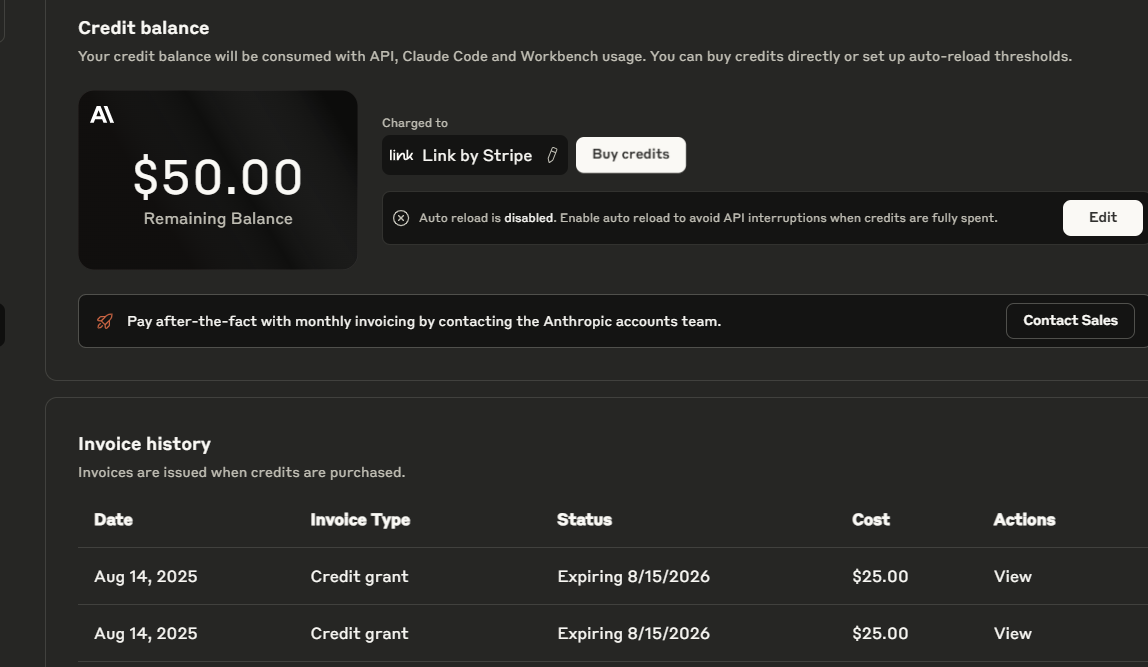 Credit balance
Your credit balance will be consumed with API, Claude Code and Workbench usage. You can buy credits directly or set up auto-reload thresholds.
$50.00
Remaining Balance
Charged to
link Link by Stripe
Buy credits
Auto reload is disabled. Enable auto reload to avoid API interruptions when credits are fully spent.
Edit
Pay after-the-fact with monthly invoicing by contacting the Anthropic accounts team.
Contact Sales
Invoice history
Invoices are issued when credits are purchased.
Date Invoice Type Status Cost Actions
Aug 14, 2025 Credit grant Expiring 8/15/2026 $25.00 View
Aug 14, 2025 Credit grant Expiring 8/15/2026 $25.00 View